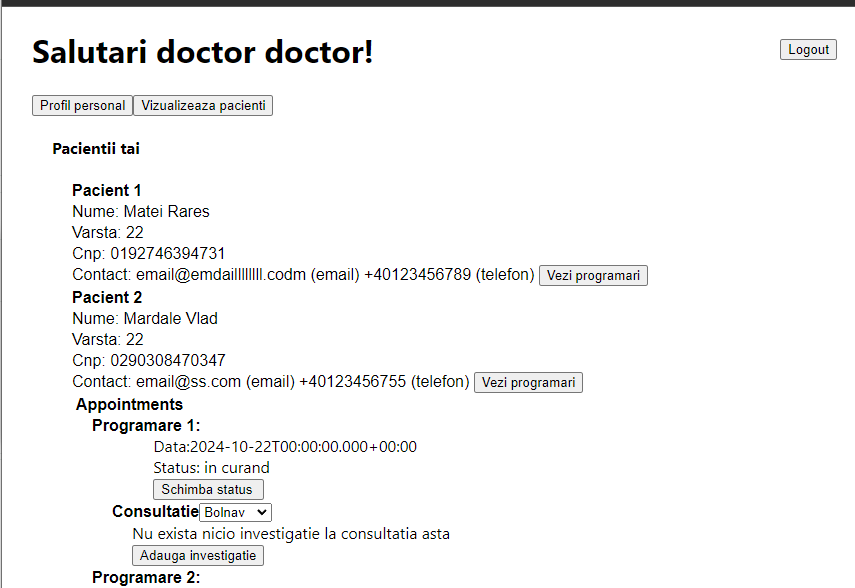 Salutari doctor doctor!
Logout
Profil personal Vizualizeaza pacienti
Pacientii tai
Pacient 1
Nume: Matei Rares
Varsta: 22
Cnp: 0192746394731
Contact: email@emdaillllllll.codm (email) +40123456789 (telefon) Vezi programari
Pacient 2
Nume: Mardale Vlad
Varsta: 22
Cnp: 0290308470347
Contact: email@ss.com (email) +40123456755 (telefon) Vezi programari
Appointments
Programare 1:
Data:2024-10-22T00:00:00.000+00:00
Status: in curand
Schimba status
Consultatie Bolnav
Nu exista nicio investigatie la consultatia asta
Adauga investigatie
Programare 2: